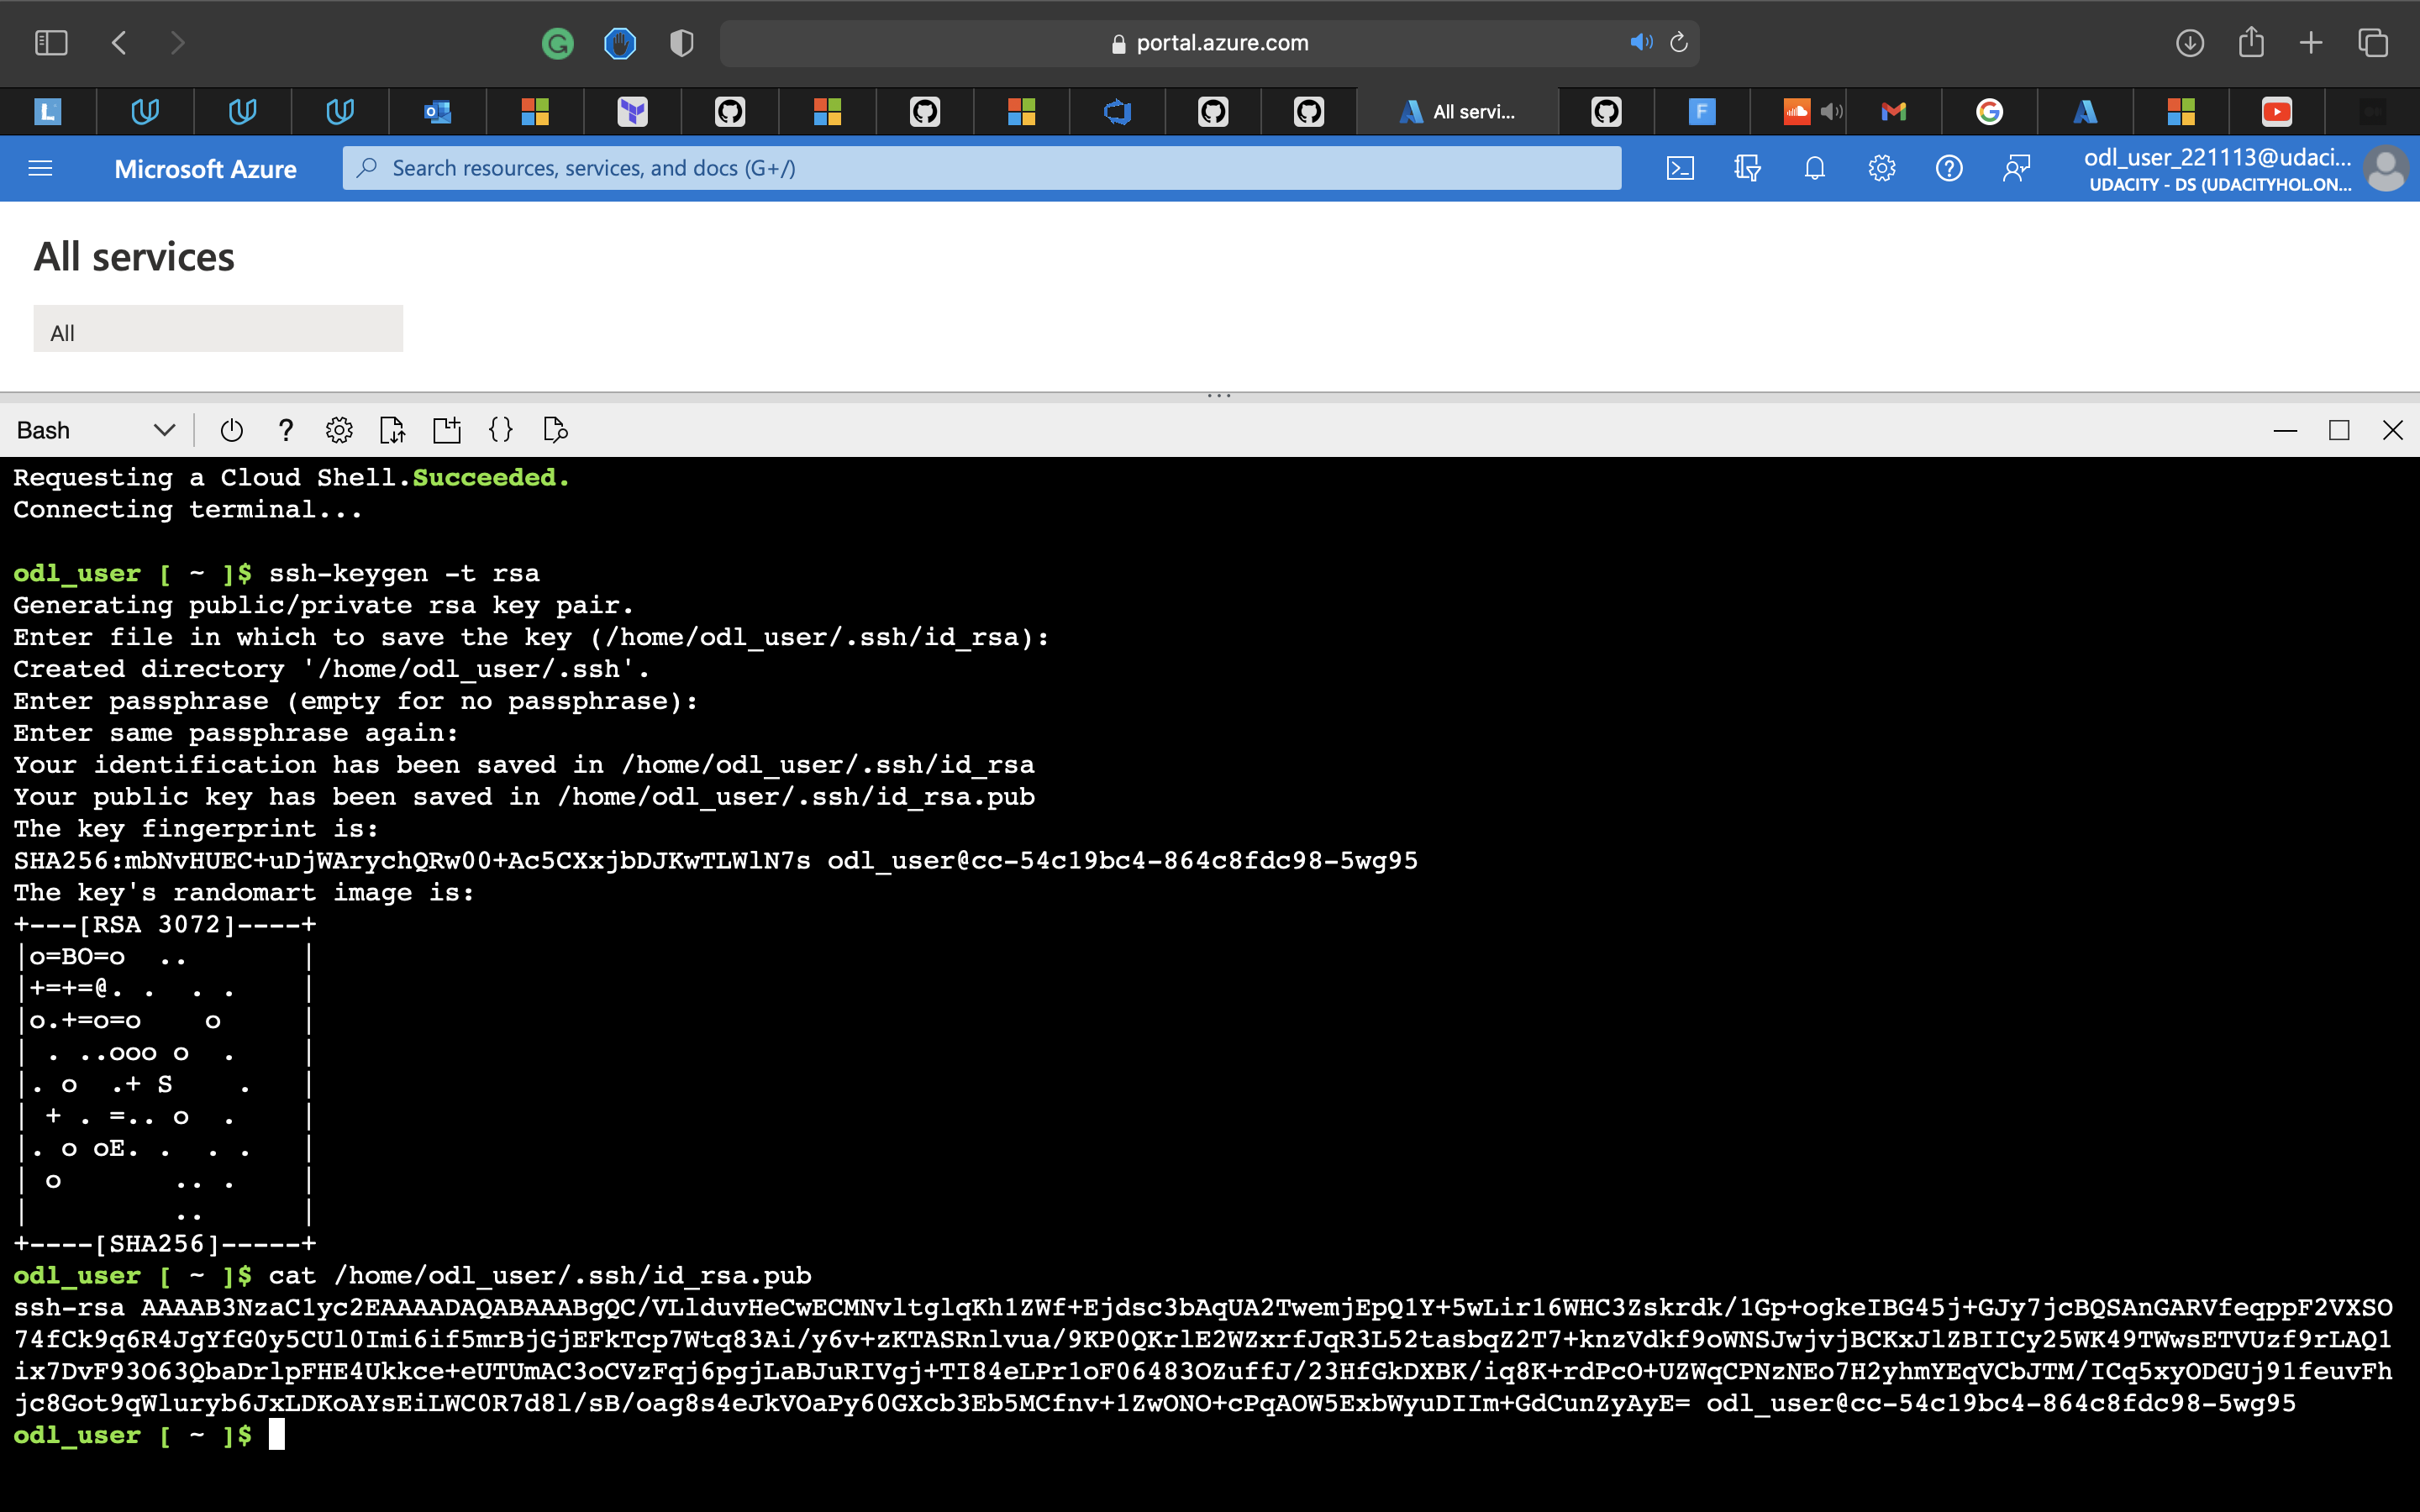 portal.azure.com
All servi...
Microsoft Azure
Search resources, services, and docs (G+/)
odl_user_221113@udaci...
UDACITY - DS (UDACITYHOL.ON...
All services
All
Bash
Requesting a Cloud Shell.Succeeded.
Connecting terminal...
odl_user [ ~ ]$ ssh-keygen -t rsa
Generating public/private rsa key pair.
Enter file in which to save the key (/home/odl_user/.ssh/id_rsa):
Created directory '/home/odl_user/.ssh'.
Enter passphrase (empty for no passphrase):
Enter same passphrase again:
Your identification has been saved in /home/odl_user/.ssh/id_rsa
Your public key has been saved in /home/odl_user/.ssh/id_rsa.pub
The key fingerprint is:
SHA256:mbNvHUEC+uDjWArychQRw00+Ac5CXxjbDJKwTLWlN7s odl_user@cc-54c19bc4-864c8fdc98-5wg95
The key's randomart image is:
+---[RSA 3072]----+
|o=BO=o  ..       |
|+=+=@. .  . .    |
|o.+=o=o    o     |
| . ..ooo o  .    |
|. o  .+ S    .   |
| + . =.. o  .    |
|. o oE. .  . .   |
| o       .. .    |
|         ..      |
+----[SHA256]-----+
odl_user [ ~ ]$ cat /home/odl_user/.ssh/id_rsa.pub
ssh-rsa AAAAB3NzaC1yc2EAAAADAQABAAABgQC/VLlduvHeCwECMNvltglqKh1ZWf+Ejdsc3bAqUA2TwemjEpQ1Y+5wLir16WHC3Zskrdk/1Gp+ogkeIBG45j+GJy7jcBQSAnGARVfeqppF2VXSO
74fCk9q6R4JgYfG0y5CUl0Imi6if5mrBjGjEFkTcp7Wtq83Ai/y6v+zKTASRnlvua/9KP0QKrlE2WZxrfJqR3L52tasbqZ2T7+knzVdkf9oWNSJwjvjBCKxJlZBIICy25WK49TWwsETVUzf9rLAQ1
ix7DvF93O63QbaDrlpFHE4Ukkce+eUTUmAC3oCVzFqj6pgjLaBJuRIVgj+TI84eLPr1oF06483OZuffJ/23HfGkDXBK/iq8K+rdPcO+UZWqCPNzNEo7H2yhmYEqVCbJTM/ICq5xyODGUj91feuvFh
jc8Got9qWluryb6JxLDKoAYsEiLWC0R7d8l/sB/oag8s4eJkVOaPy60GXcb3Eb5MCfnv+1ZwONO+cPqAOW5ExbWyuDIIm+GdCunZyAyE= odl_user@cc-54c19bc4-864c8fdc98-5wg95
odl_user [ ~ ]$